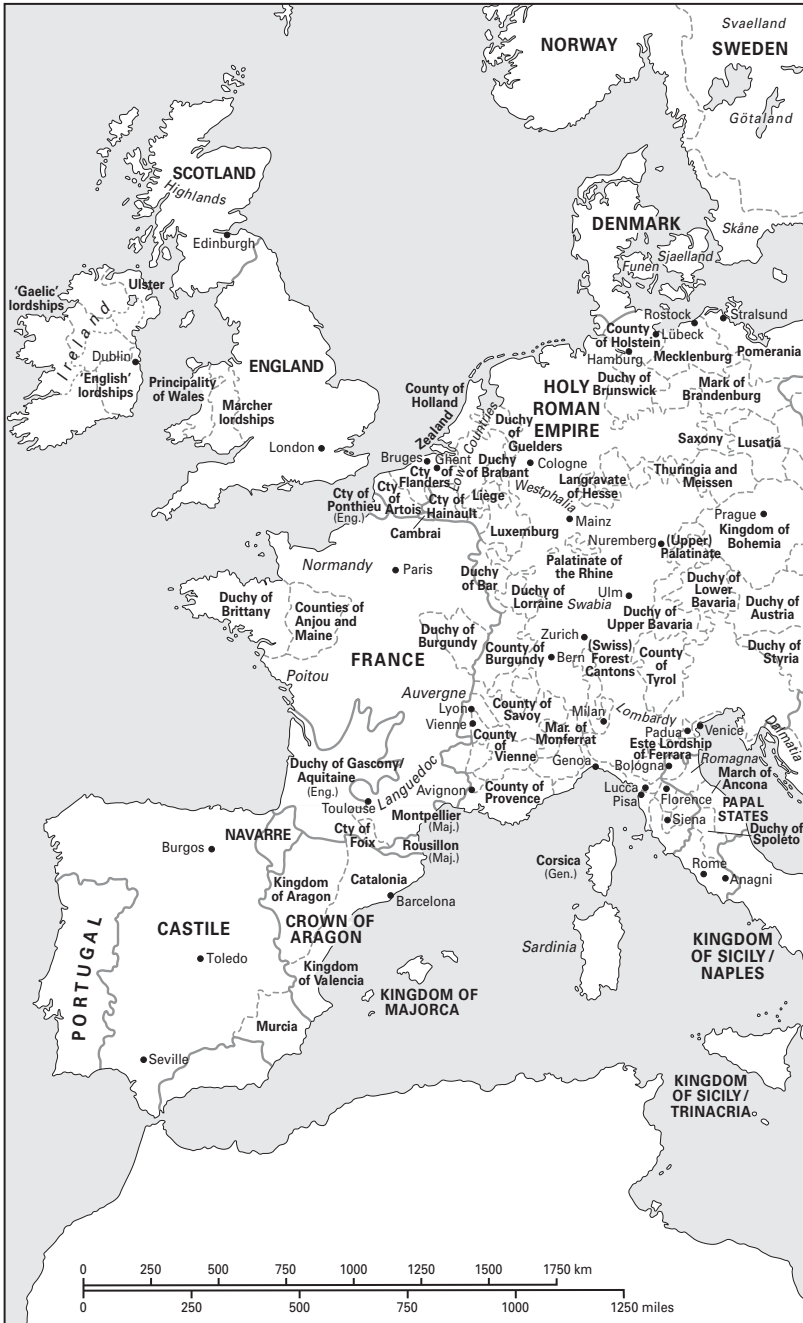 Svaelland
NORWAY
SWEDEN
Götaland
SCOTLAND
Highlands
Edinburgh
DENMARK
Skåne
Sjaelland
Funen
'Gaelic'
lordships
Ulster
Ireland
Dublin
'English'
lordships
ENGLAND
Principality
of Wales
Marcher
lordships
London
Rostock
Stralsund
County
of Holstein
Lübeck
Hamburg
Mecklenburg
Pomerania
County of
Holland
HOLY
ROMAN
EMPIRE
Duchy of
Brunswick
Mark of
Brandenburg
Zealand
Low Countries
Duchy
of
Guelders
Saxony
Lusatia
Bruges
Ghent
Cty of
Flanders
Duchy
of Brabant
Cologne
Westphalia
Langravate
of Hesse
Thuringia and
Meissen
Cty of
Ponthieu
(Eng.)
Cty
of
Artois
Cty of
Hainault
Liège
Cambrai
Mainz
Prague
Kingdom of
Bohemia
Luxemburg
Nuremberg
(Upper)
Palatinate
Normandy
Paris
Palatinate of
the Rhine
Duchy
of Bar
Duchy of
Lorraine
Ulm
Swabia
Duchy of
Lower
Bavaria
Duchy of
Brittany
Counties of
Anjou and
Maine
Duchy of
Upper Bavaria
Duchy of
Austria
Duchy of
Burgundy
Zurich
County of
Burgundy
Bern
(Swiss)
Forest
Cantons
County
of
Tyrol
Duchy of
Styria
FRANCE
Poitou
Auvergne
Lyon
Vienne
County of
Savoy
Milan
Lombardy
Mar. of
Monferrat
Padua
Venice
Dalmatia
County
of
Vienne
Este Lordship
of Ferrara
Genoa
Bologna
Romagna
Duchy of Gascony/
Aquitaine
(Eng.)
Languedoc
Avignon
County of
Provence
March of
Ancona
Toulouse
Lucca
Pisa
Florence
PAPAL
STATES
Montpellier
(Maj.)
Siena
Duchy of
Spoleto
NAVARRE
Cty of
Foix
Rousillon
(Maj.)
Burgos
Corsica
(Gen.)
Rome
Anagni
Kingdom
of Aragon
Catalonia
Barcelona
CROWN OF
ARAGON
PORTUGAL
CASTILE
Toledo
Sardinia
KINGDOM
OF SICILY/
NAPLES
Kingdom
of Valencia
KINGDOM OF
MAJORCA
Murcia
Seville
KINGDOM
OF SICILY/
TRINACRIA
0 250 500 750 1050 1250 1500 1750 km
0 250 500 750 1000 1250 miles